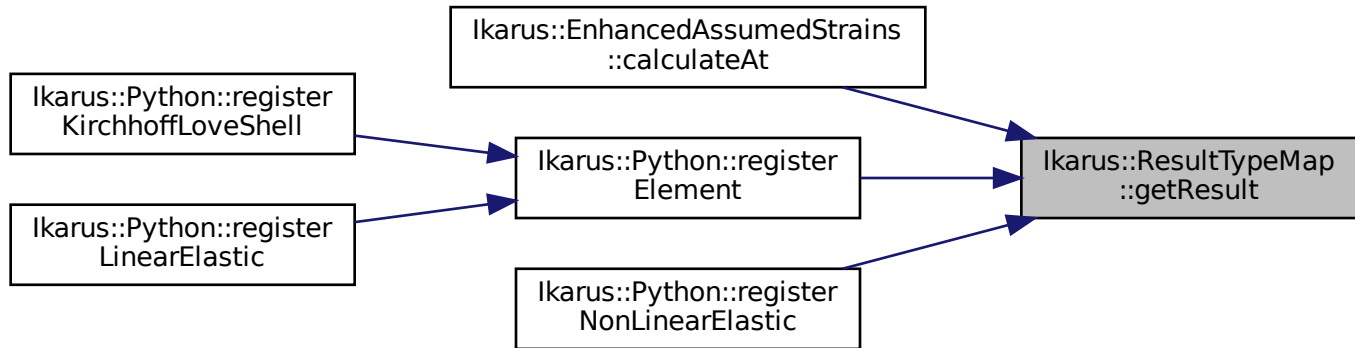 Ikarus::EnhancedAssumedStrains
::calculateAt
Ikarus::Python::register
KirchhoffLoveShell
Ikarus::Python::register
Element
Ikarus::ResultTypeMap
::getResult
Ikarus::Python::register
LinearElastic
Ikarus::Python::register
NonLinearElastic